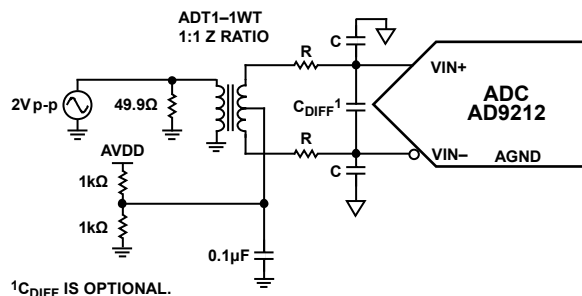 ADT1–1WT
1:1 Z RATIO
C
R
VIN+
2V p-p
49.9Ω
CDIFF1
ADC
AD9212
R
VIN–
AGND
AVDD
C
1kΩ
1kΩ
0.1µF
1CDIFF IS OPTIONAL.